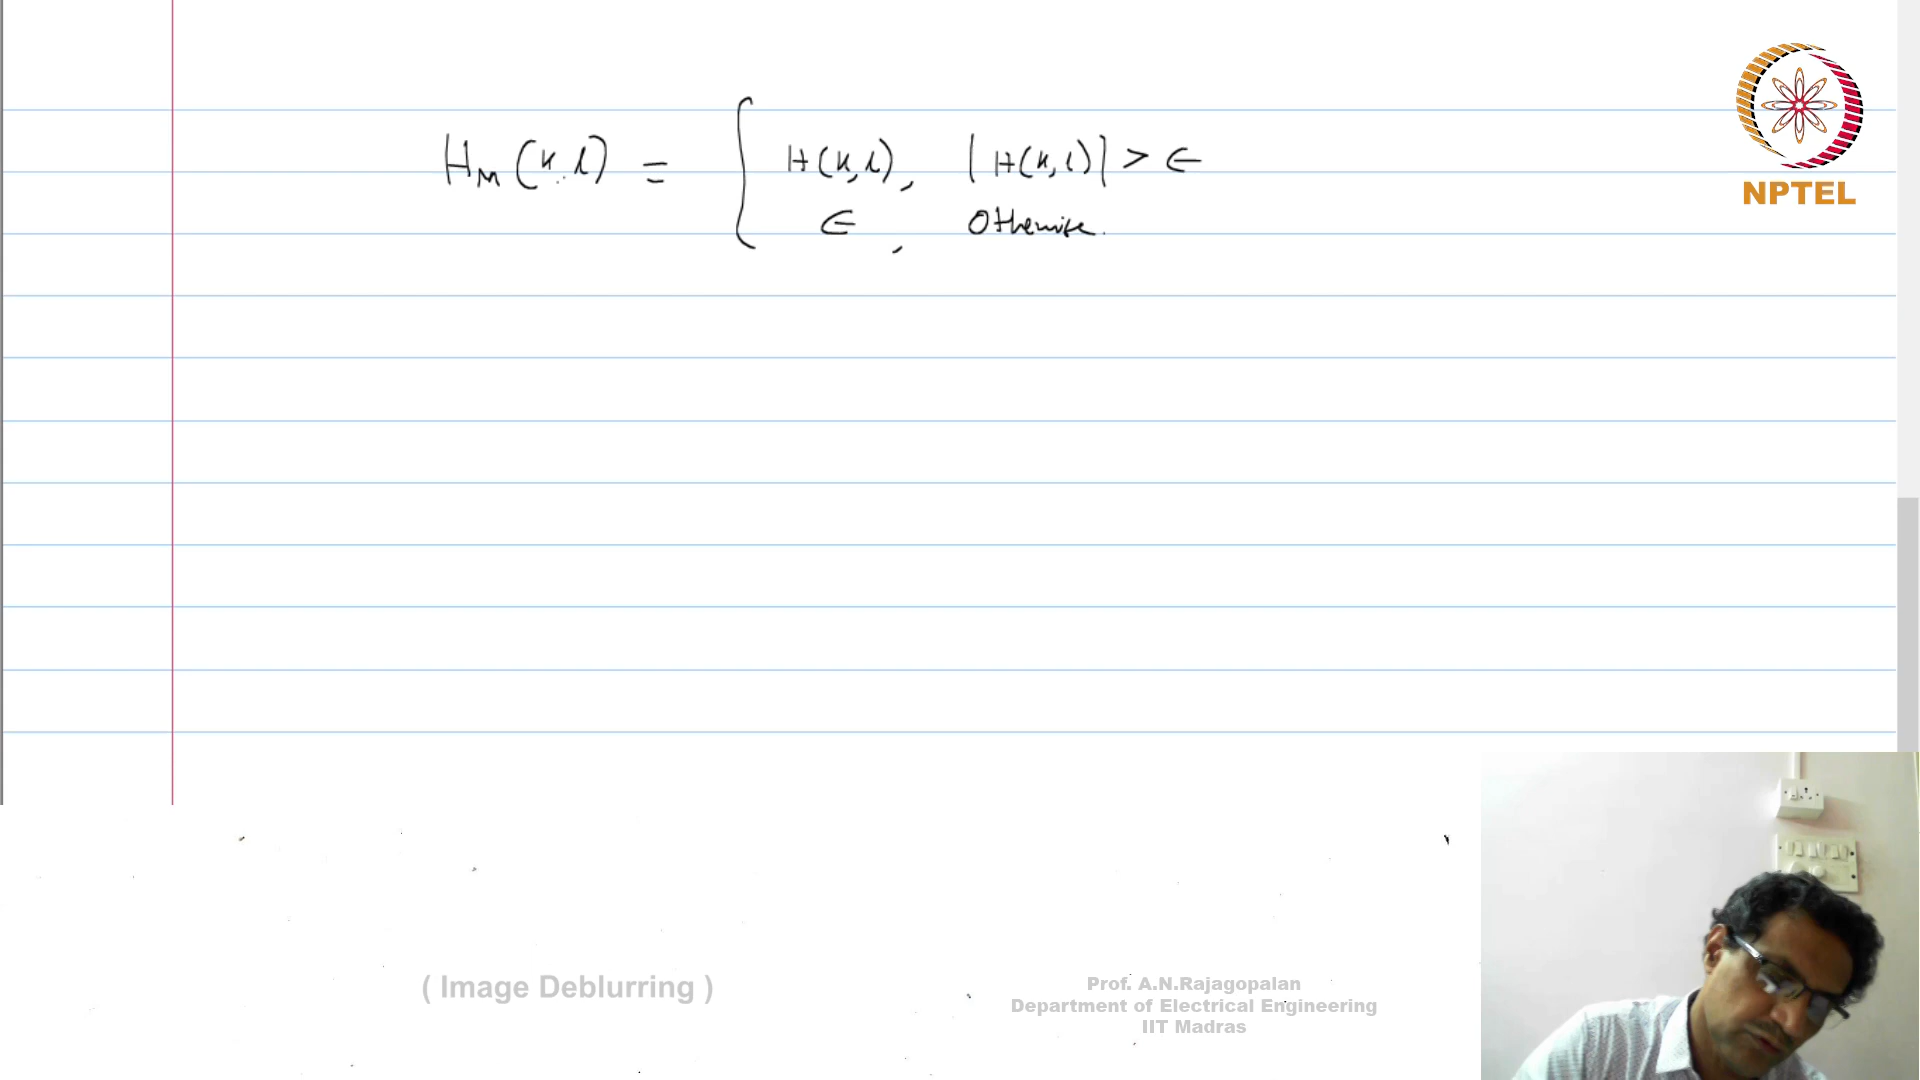 H_M(k,l) = { H(k,l), |H(k,l)| > ∈
∈, Otherwise.
NPTEL
( Image Deblurring )
Prof. A.N.Rajagopalan
Department of Electrical Engineering
IIT Madras